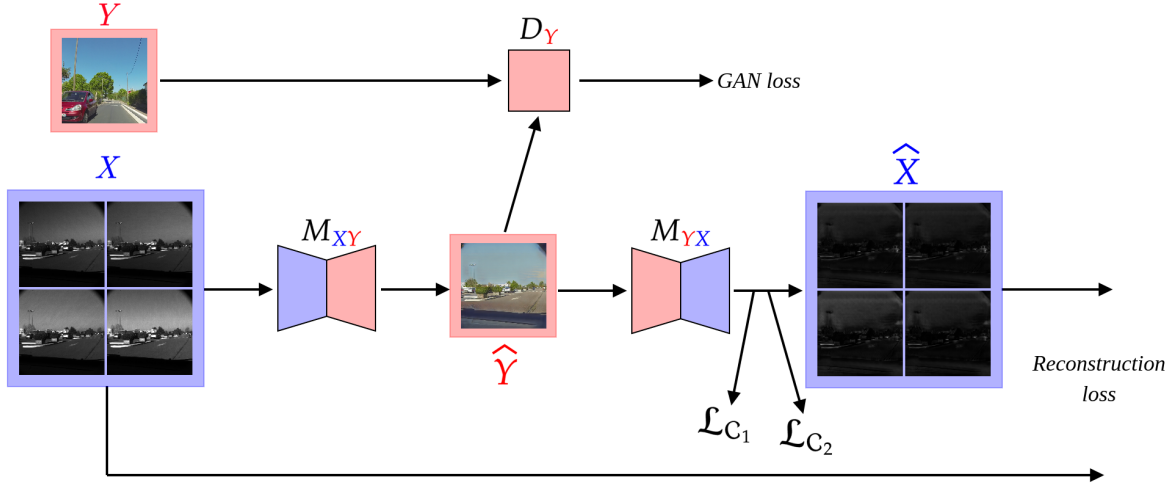 Y
D_Y
GAN loss
X
X̂
M_XY
M_YX
Ŷ
Reconstruction
loss
𝕷_C₁
𝕷_C₂